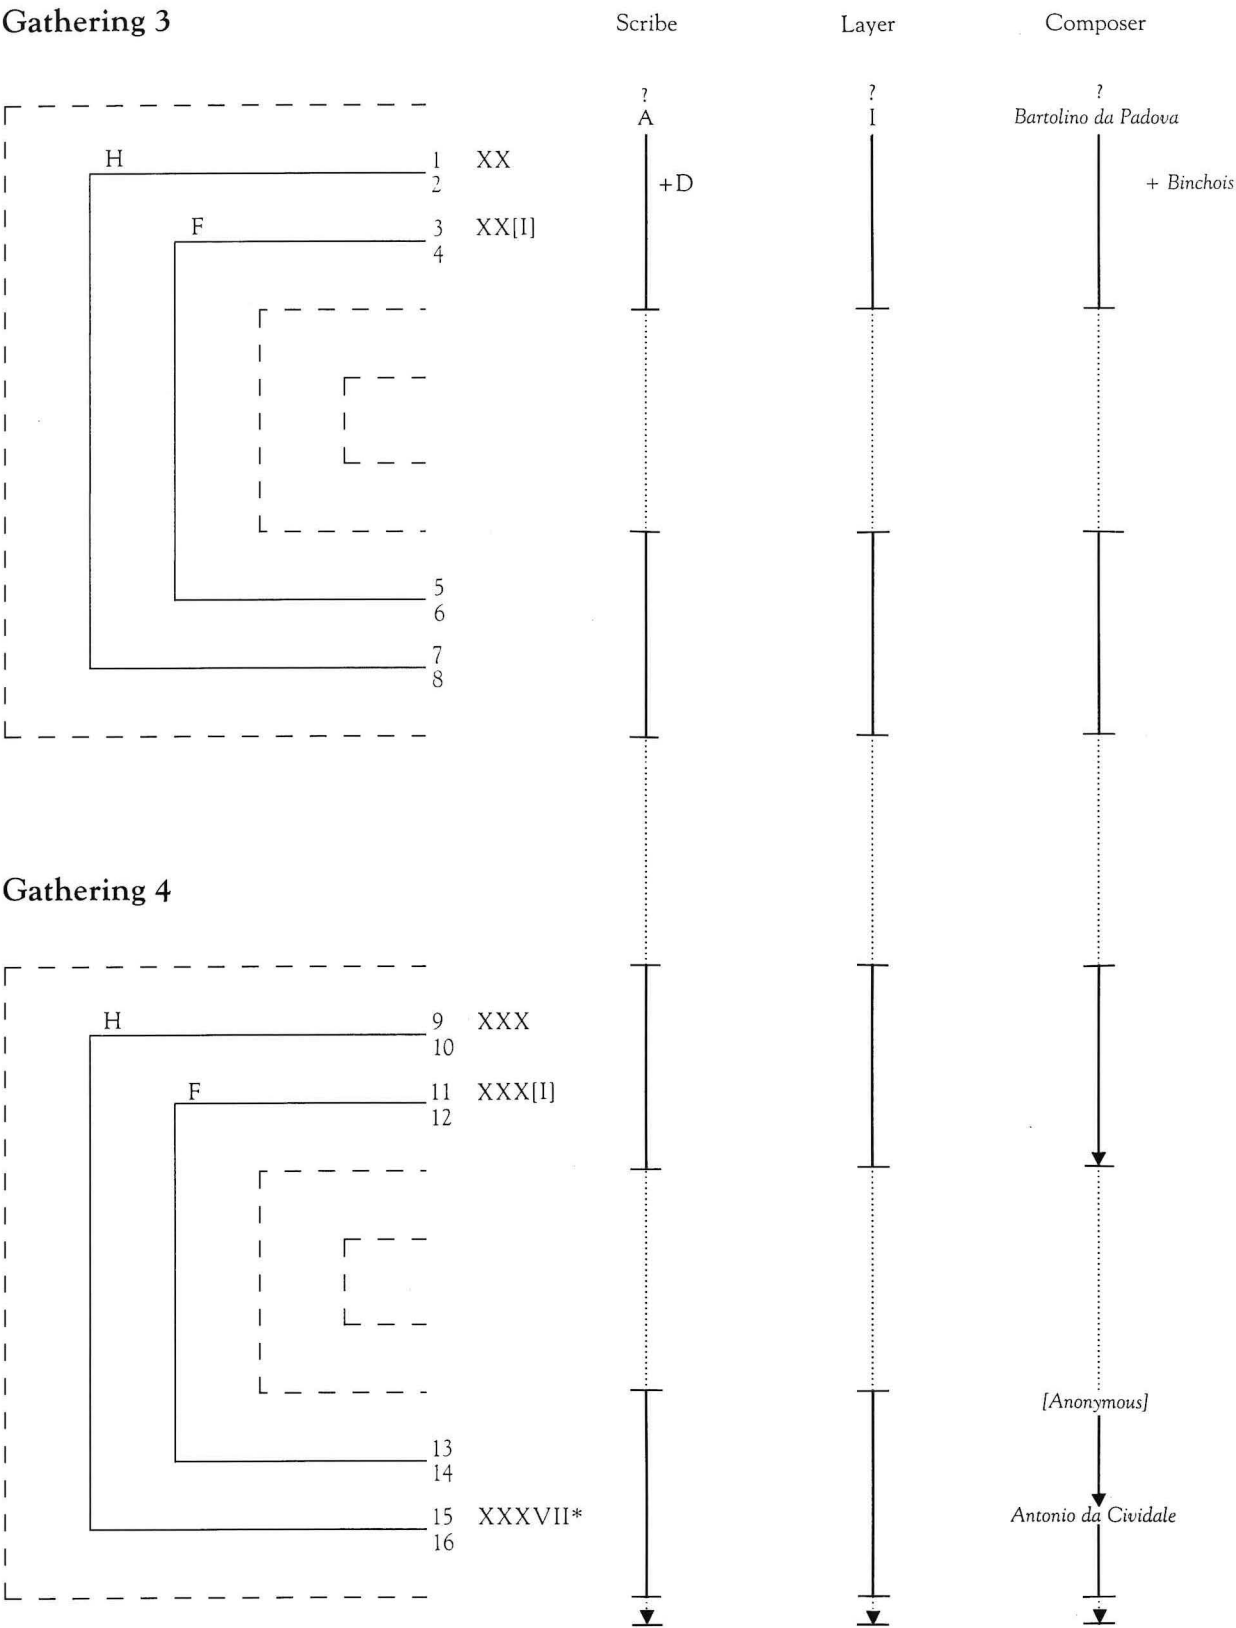 Gathering 3 Scribe Layer Composer
? ? ?
A I Bartolino da Padova
H 1 XX
2 +D + Binchois
F 3 XX[I]
4
5
6
7
8
Gathering 4
H 9 XXX
10
F 11 XXX[I]
12
[Anonymous]
13
14
15 XXXVII* Antonio da Cividale
16